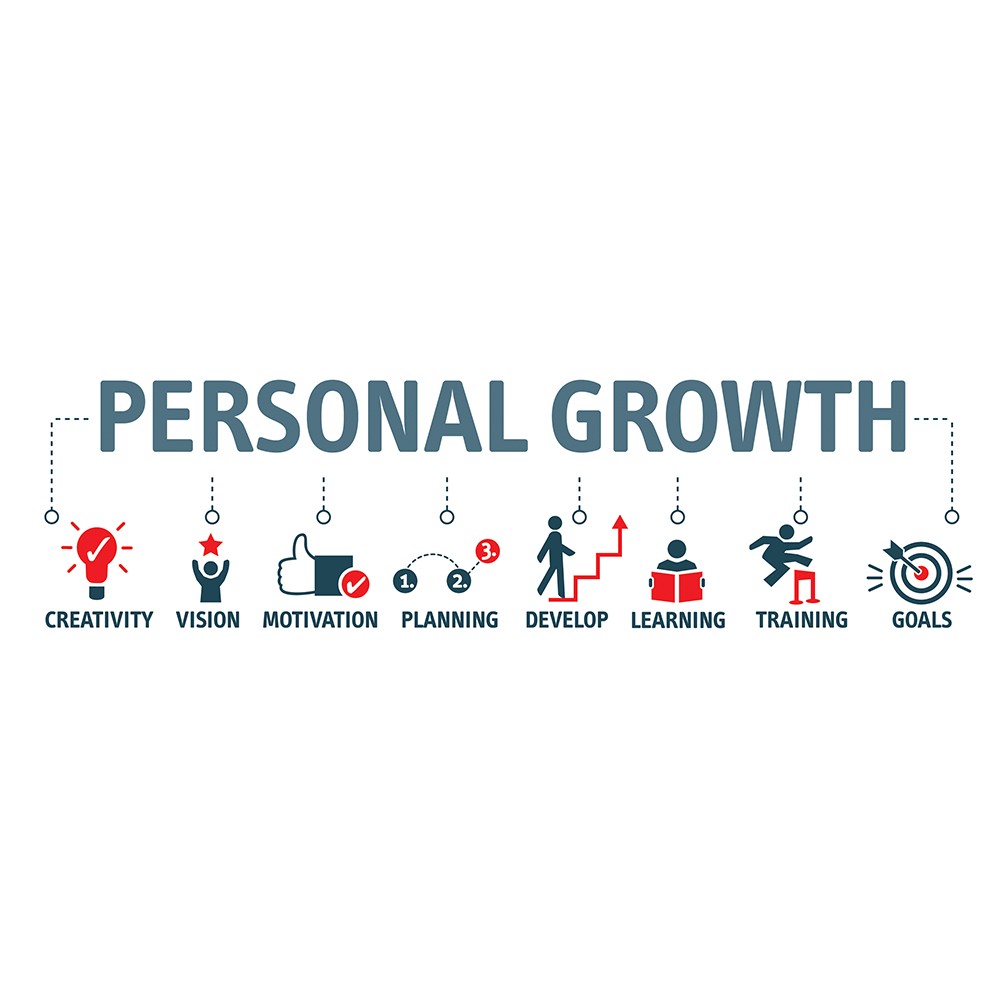 PERSONAL GROWTH
1. 2. 3.
CREATIVITY VISION MOTIVATION PLANNING DEVELOP LEARNING TRAINING GOALS